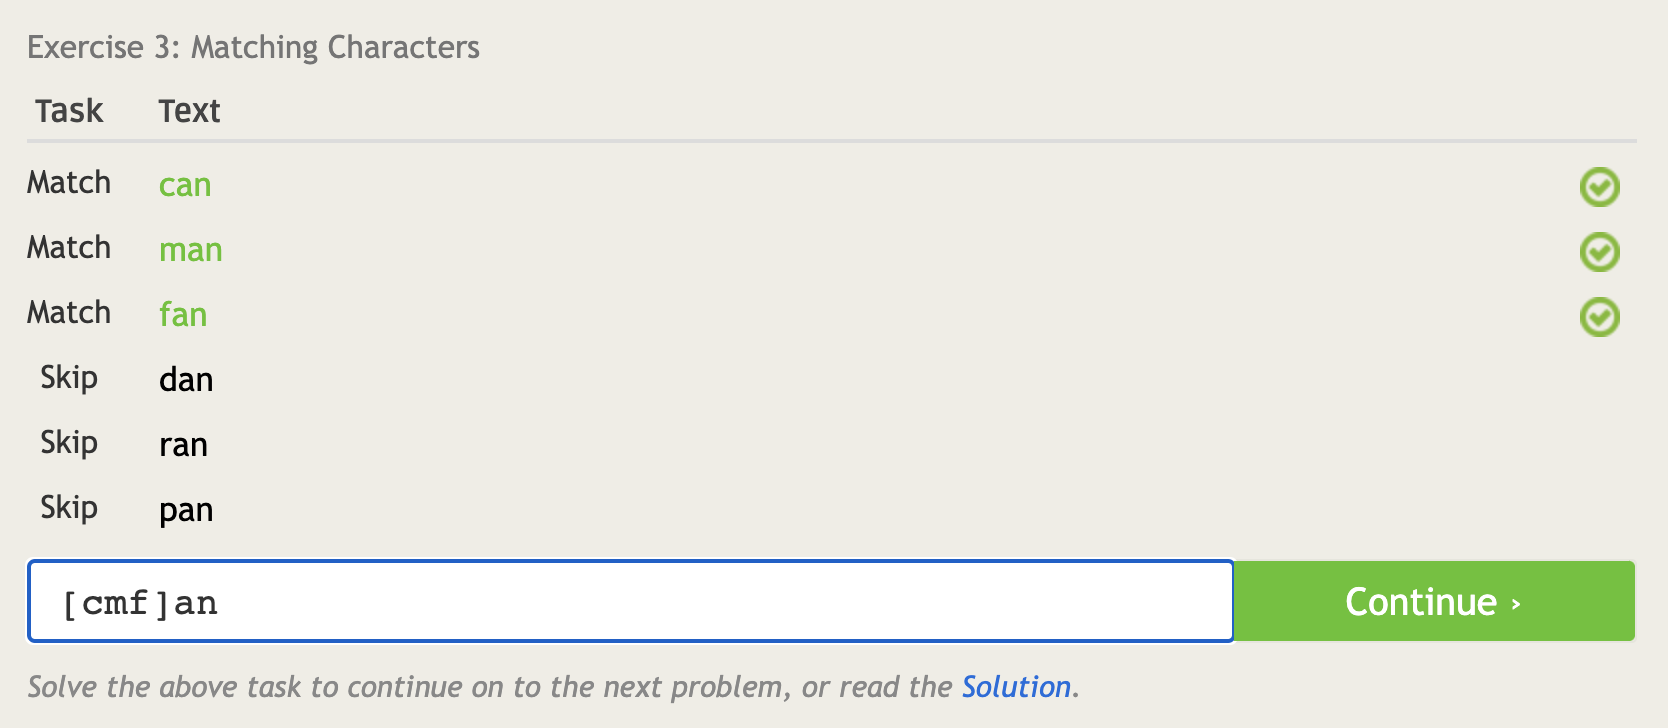 Exercise 3: Matching Characters
Task Text
Match can
Match man
Match fan
Skip dan
Skip ran
Skip pan
[cmf]an Continue ›
Solve the above task to continue on to the next problem, or read the Solution.